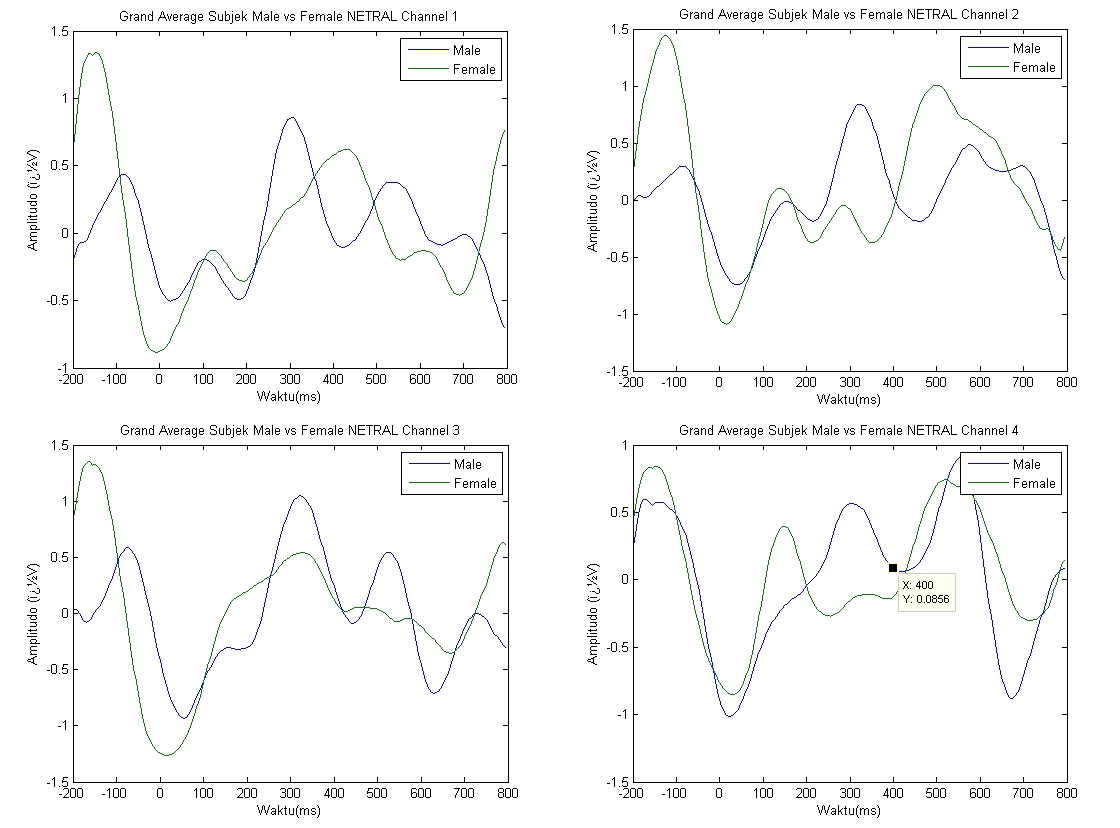 Grand Average Subjek Male vs Female NETRAL Channel 1
1.5
1
0.5
0
-0.5
-1
Amplitudo (ï¿½V)
Male
Female
-200 -100 0 100 200 300 400 500 600 700 800
Waktu(ms)
Grand Average Subjek Male vs Female NETRAL Channel 2
1.5
1
0.5
0
-0.5
-1
-1.5
Amplitudo (ï¿½V)
Male
Female
-200 -100 0 100 200 300 400 500 600 700 800
Waktu(ms)
Grand Average Subjek Male vs Female NETRAL Channel 3
1.5
1
0.5
0
-0.5
-1
-1.5
Amplitudo (ï¿½V)
Male
Female
-200 -100 0 100 200 300 400 500 600 700 800
Waktu(ms)
Grand Average Subjek Male vs Female NETRAL Channel 4
1
0.5
0
-0.5
-1
-1.5
Amplitudo (ï¿½V)
Male
Female
X: 400
Y: 0.0856
-200 -100 0 100 200 300 400 500 600 700 800
Waktu(ms)